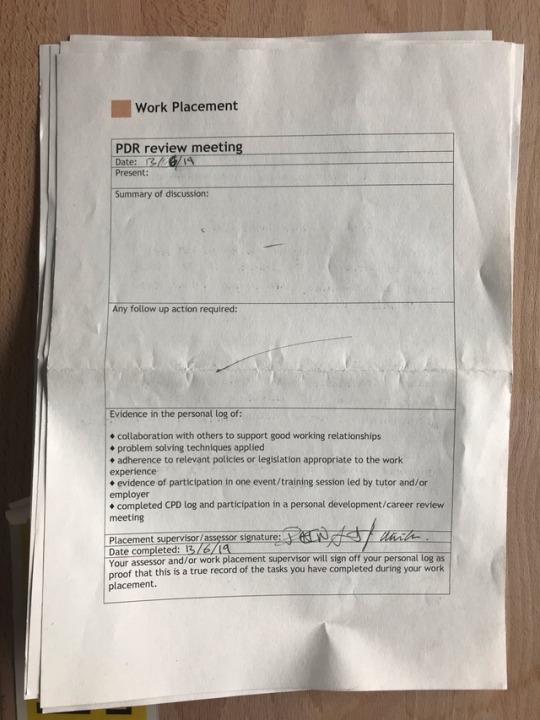 Work Placement
PDR review meeting
Date: 13/6/19
Present:
Summary of discussion:
Any follow up action required:
Evidence in the personal log of:
♦ collaboration with others to support good working relationships
♦ problem solving techniques applied
♦ adherence to relevant policies or legislation appropriate to the work
experience
♦ evidence of participation in one event/training session led by tutor and/or
employer
♦ completed CPD log and participation in a personal development/career review
meeting
Placement supervisor/assessor signature:
Date completed: 13/6/19
Your assessor and/or work placement supervisor will sign off your personal log as
proof that this is a true record of the tasks you have completed during your work
placement.